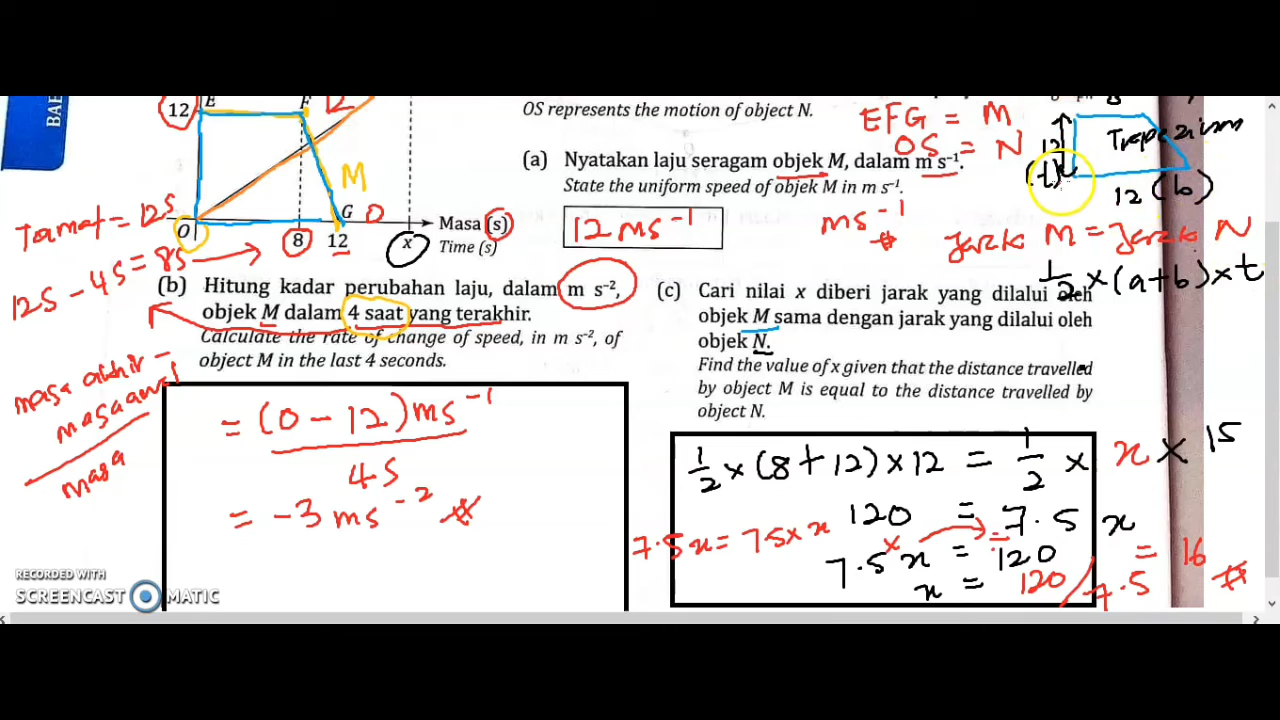 BAB
12
E
F
12
M
O
G
0
8
12
x
Masa (s)
Time (s)
Tamat = 12s
12s - 4s = 8s
OS represents the motion of object N.
(a) Nyatakan laju seragam objek M, dalam m s⁻¹.
State the uniform speed of objek M in m s⁻¹.
12 ms⁻¹
ms⁻¹
EFG = M
OS = N
12
(t)
Trapezium
12 (b)
Jarak M = Jarak N
1/2 × (a+b) × t
(b) Hitung kadar perubahan laju, dalam m s⁻²,
objek M dalam 4 saat yang terakhir.
Calculate the rate of change of speed, in m s⁻², of
object M in the last 4 seconds.
masa akhir -
masa awal
masa
= (0 - 12) ms⁻¹
4s
= -3 ms⁻²
(c) Cari nilai x diberi jarak yang dilalui oleh
objek M sama dengan jarak yang dilalui oleh
objek N.
Find the value of x given that the distance travelled
by object M is equal to the distance travelled by
object N.
1/2 × (8 + 12) × 12 = 1/2 × x × 15
120 = 7.5 x
7.5x = 7.5 × x
7.5 x = 120
x = 120 / 7.5 = 16
RECORDED WITH
SCREENCAST MATIC